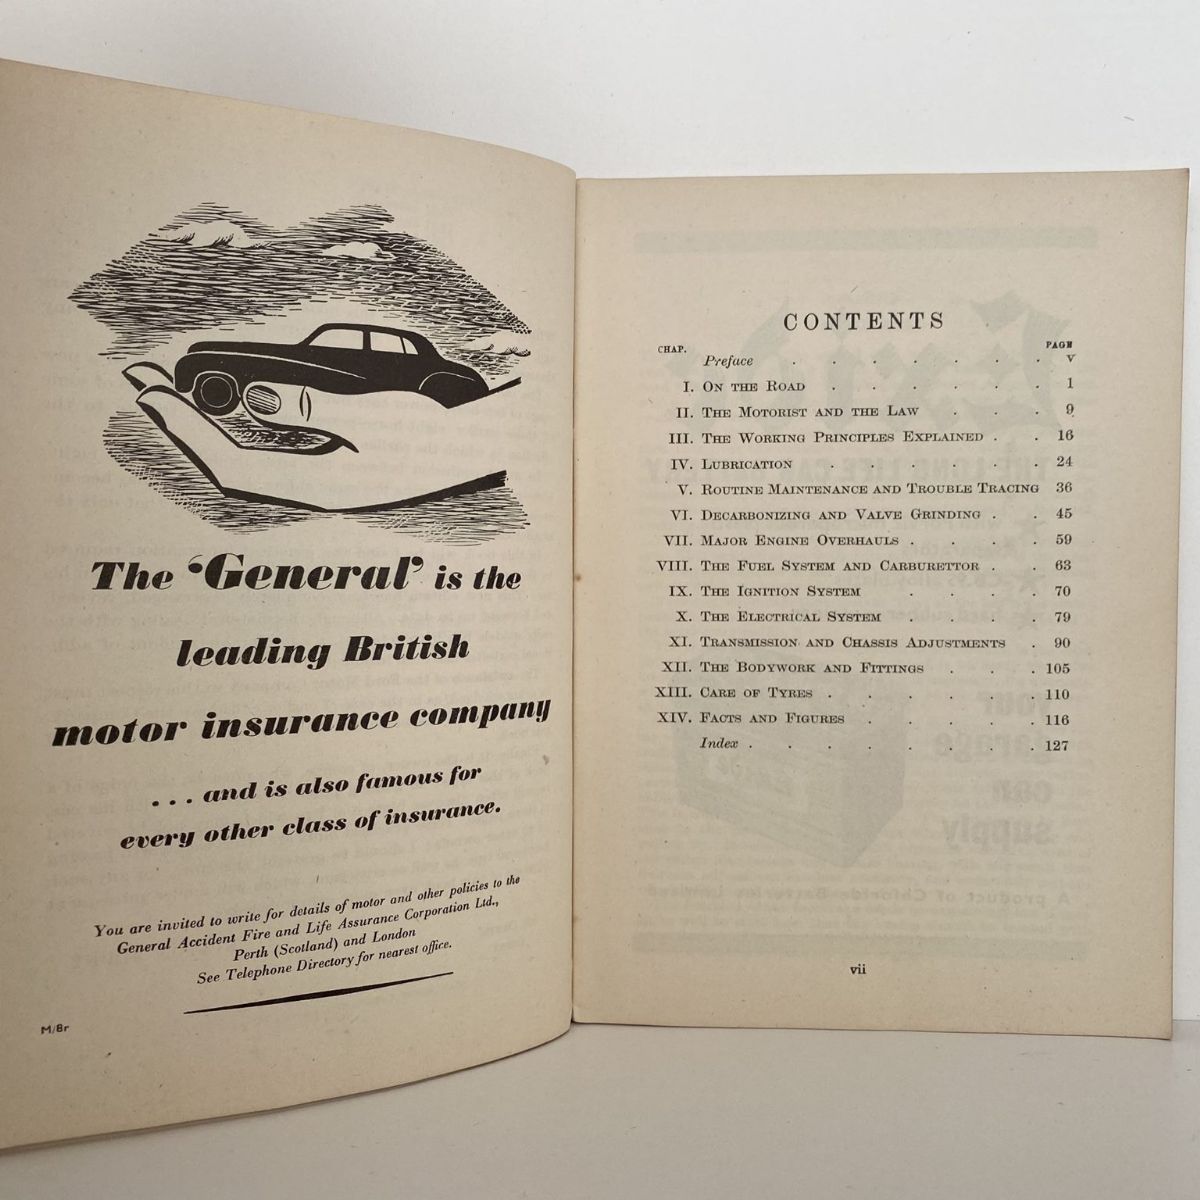 The 'General' is the
leading British
motor insurance company
... and is also famous for
every other class of insurance.
You are invited to write for details of motor and other policies to the
General Accident Fire and Life Assurance Corporation Ltd.,
Perth (Scotland) and London
See Telephone Directory for nearest office.
M/8r
CONTENTS
CHAP. PAGE
Preface . . . . . . . v
I. ON THE ROAD . . . . . . 1
II. THE MOTORIST AND THE LAW . . . 9
III. THE WORKING PRINCIPLES EXPLAINED . . 16
IV. LUBRICATION . . . . . . 24
V. ROUTINE MAINTENANCE AND TROUBLE TRACING 36
VI. DECARBONIZING AND VALVE GRINDING . . 45
VII. MAJOR ENGINE OVERHAULS . . . . 59
VIII. THE FUEL SYSTEM AND CARBURETTOR . . 63
IX. THE IGNITION SYSTEM . . . . 70
X. THE ELECTRICAL SYSTEM . . . . 79
XI. TRANSMISSION AND CHASSIS ADJUSTMENTS . 90
XII. THE BODYWORK AND FITTINGS . . . 105
XIII. CARE OF TYRES . . . . . 110
XIV. FACTS AND FIGURES . . . . . 116
Index . . . . . . . . 127
vii